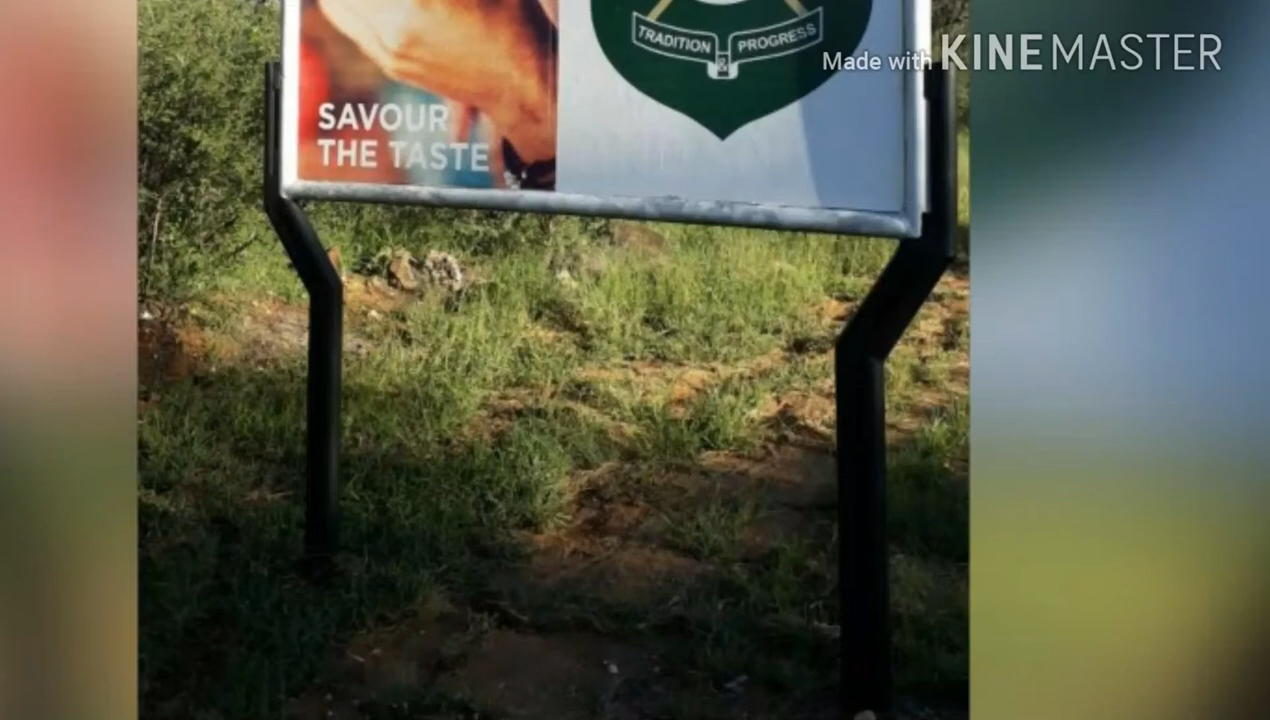 TRADITION & PROGRESS
Made with KINEMASTER
SAVOUR
THE TASTE